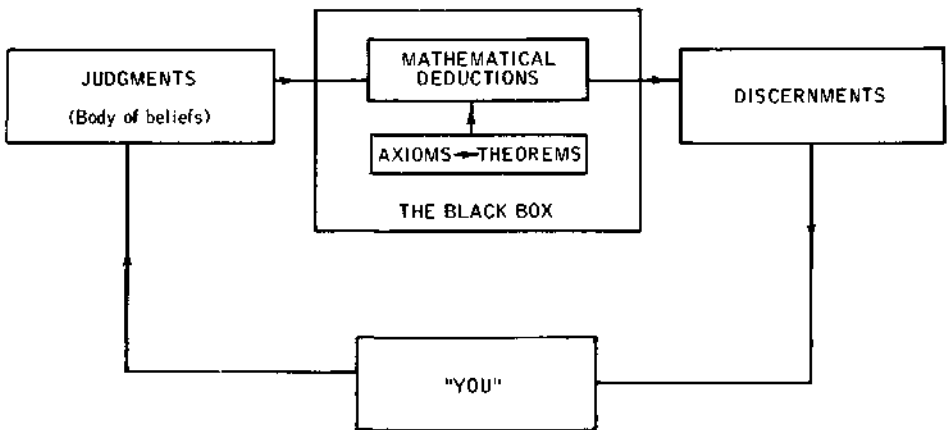 JUDGMENTS
(Body of beliefs)
MATHEMATICAL
DEDUCTIONS
AXIOMS THEOREMS
THE BLACK BOX
DISCERNMENTS
"YOU"